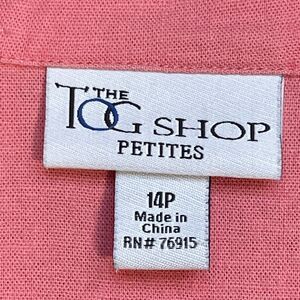 THE
TOG SHOP
PETITES
14P
Made in
China
RN# 76915